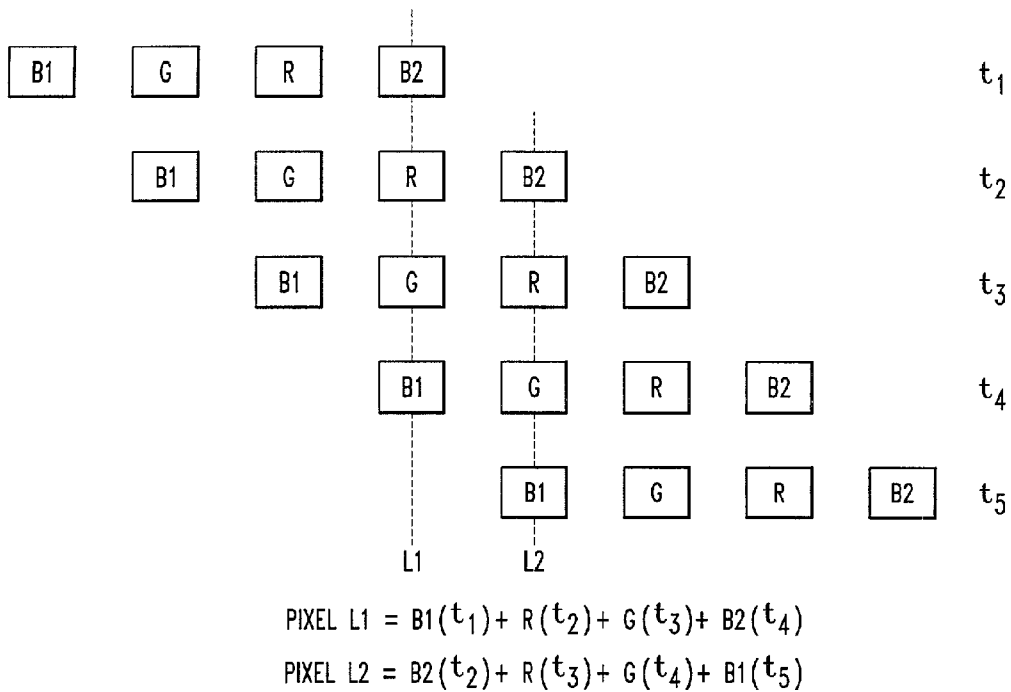 B1 G R B2 t₁
B1 G R B2 t₂
B1 G R B2 t₃
B1 G R B2 t₄
B1 G R B2 t₅
L1 L2
PIXEL L1 = B1(t₁)+ R(t₂)+ G(t₃)+ B2(t₄)
PIXEL L2 = B2(t₂)+ R(t₃)+ G(t₄)+ B1(t₅)